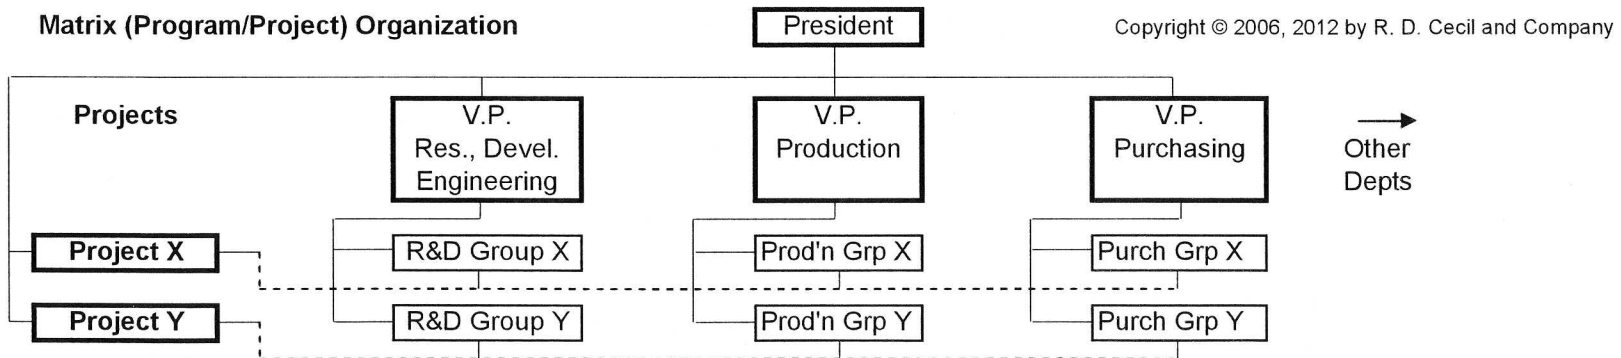 Matrix (Program/Project) Organization
President
Copyright © 2006, 2012 by R. D. Cecil and Company
Projects
V.P.
Res., Devel.
Engineering
V.P.
Production
V.P.
Purchasing
Other
Depts
Project X
R&D Group X
Prod'n Grp X
Purch Grp X
Project Y
R&D Group Y
Prod'n Grp Y
Purch Grp Y